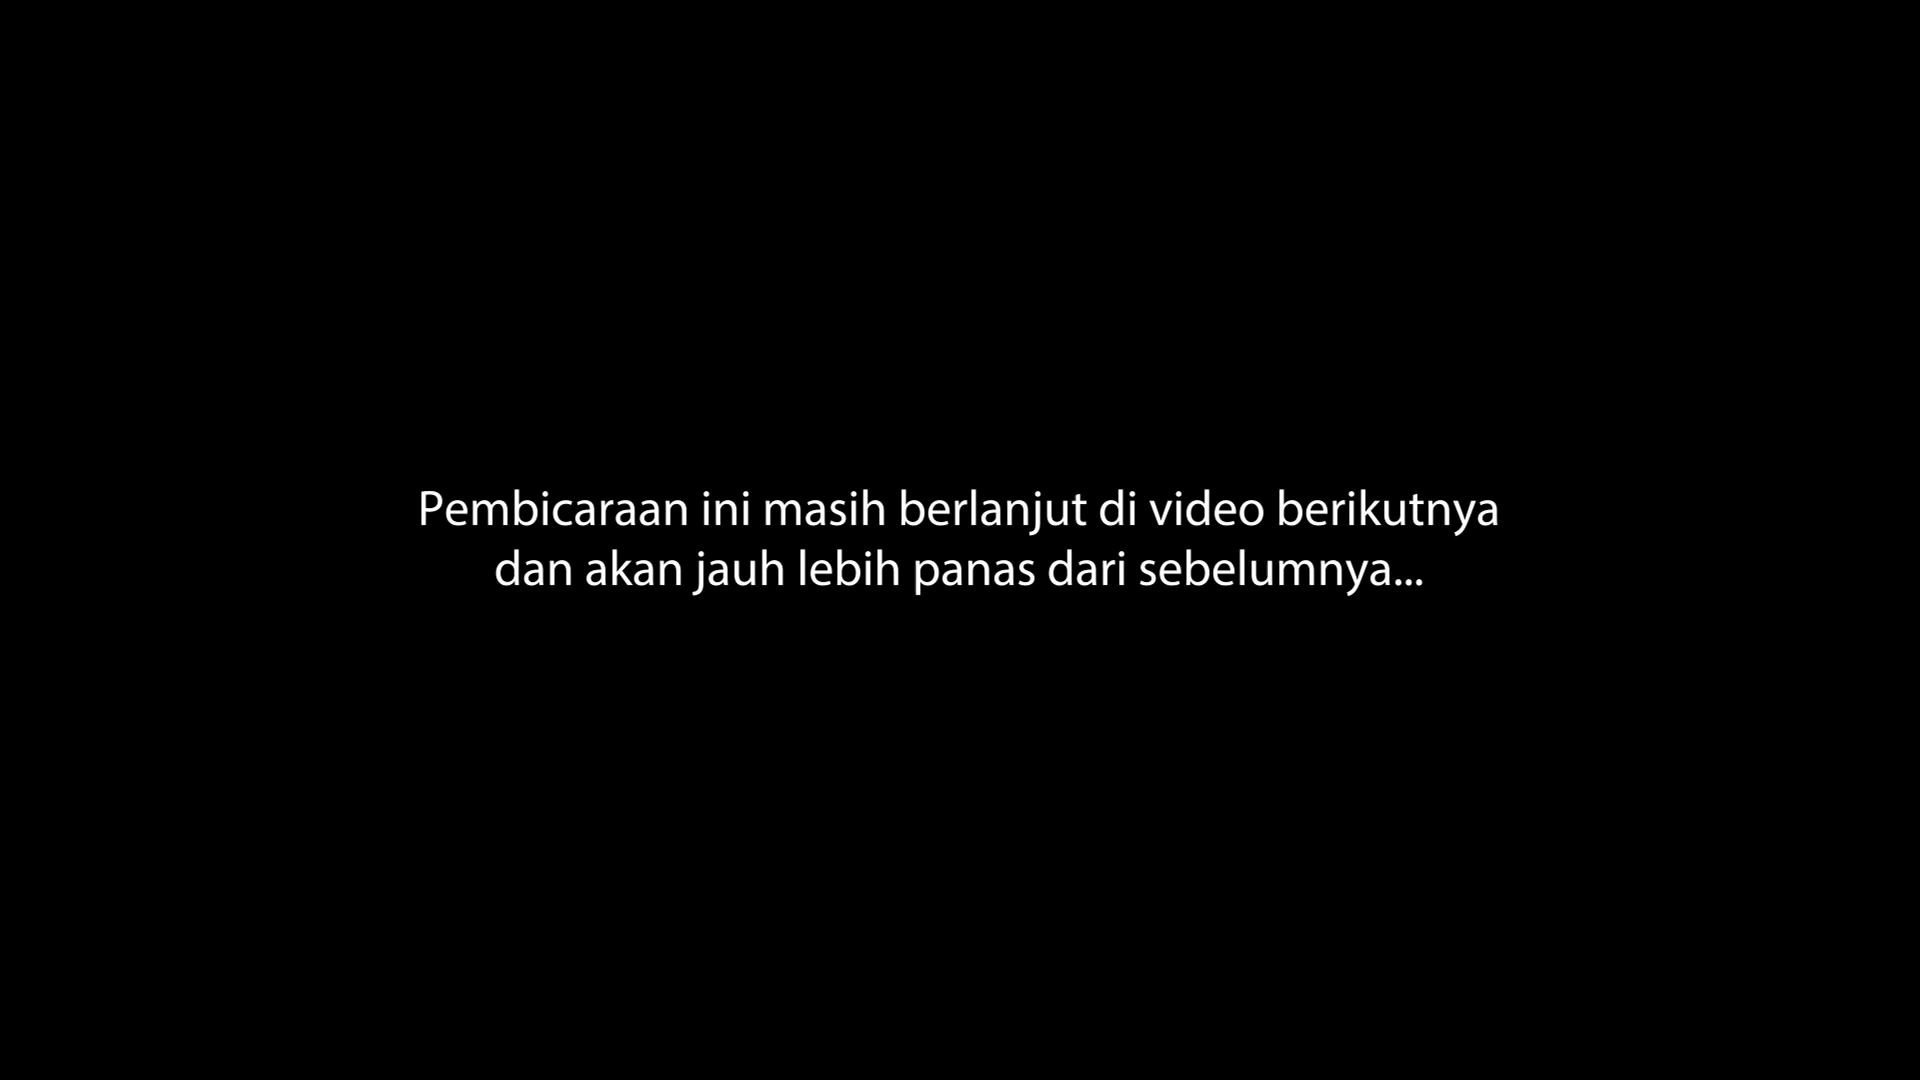 Pembicaraan ini masih berlanjut di video berikutnya
dan akan jauh lebih panas dari sebelumnya...